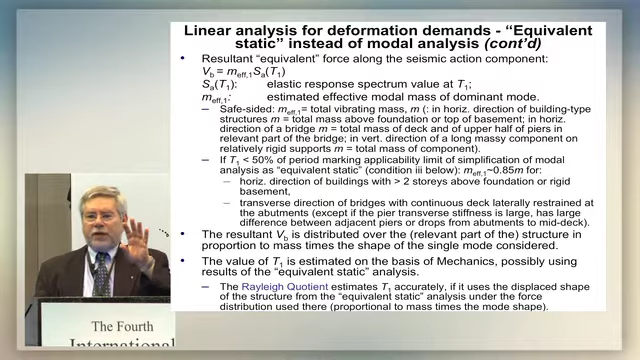 Linear analysis for deformation demands - “Equivalent
static” instead of modal analysis (cont’d)
• Resultant “equivalent” force along the seismic action component:
Vb = meff,1Sa(T1)
Sa(T1): elastic response spectrum value at T1;
meff,1: estimated effective modal mass of dominant mode.
– Safe-sided: meff,1= total vibrating mass, m (: in horiz. direction of building-type
structures m = total mass above foundation or top of basement; in horiz.
direction of a bridge m = total mass of deck and of upper half of piers in
relevant part of the bridge; in vert. direction of a long massy component on
relatively rigid supports m = total mass of component).
– If T1 < 50% of period marking applicability limit of simplification of modal
analysis as “equivalent static” (condition iii below): meff,1~0.85m for:
– horiz. direction of buildings with > 2 storeys above foundation or rigid
basement,
– transverse direction of bridges with continuous deck laterally restrained at
the abutments (except if the pier transverse stiffness is large, has large
difference between adjacent piers or drops from abutments to mid-deck).
• The resultant Vb is distributed over the (relevant part of the) structure in
proportion to mass times the shape of the single mode considered.
• The value of T1 is estimated on the basis of Mechanics, possibly using
results of the “equivalent static” analysis.
– The Rayleigh Quotient estimates T1 accurately, if it uses the displaced shape
of the structure from the “equivalent static” analysis under the force
distribution used there (proportional to mass times the mode shape).
The Fourth
International